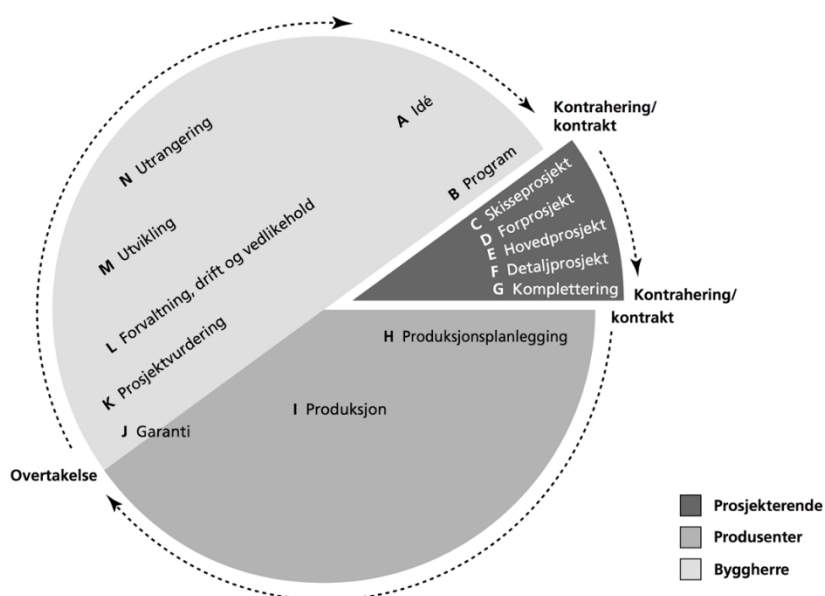 A Idé
B Program
Kontrahering/
kontrakt
C Skisseprosjekt
D Forprosjekt
E Hovedprosjekt
F Detaljprosjekt
G Komplettering
Kontrahering/
kontrakt
H Produksjonsplanlegging
I Produksjon
Overtakelse
J Garanti
K Prosjektvurdering
L Forvaltning, drift og vedlikehold
M Utvikling
N Utrangering
Prosjekterende
Produsenter
Byggherre